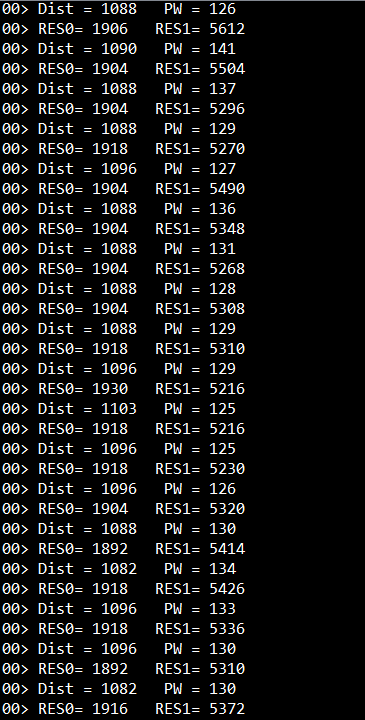 00> Dist = 1088   PW = 126
00> RES0= 1906   RES1= 5612
00> Dist = 1090   PW = 141
00> RES0= 1904   RES1= 5504
00> Dist = 1088   PW = 137
00> RES0= 1904   RES1= 5296
00> Dist = 1088   PW = 129
00> RES0= 1918   RES1= 5270
00> Dist = 1096   PW = 127
00> RES0= 1904   RES1= 5490
00> Dist = 1088   PW = 136
00> RES0= 1904   RES1= 5348
00> Dist = 1088   PW = 131
00> RES0= 1904   RES1= 5268
00> Dist = 1088   PW = 128
00> RES0= 1904   RES1= 5308
00> Dist = 1088   PW = 129
00> RES0= 1918   RES1= 5310
00> Dist = 1096   PW = 129
00> RES0= 1930   RES1= 5216
00> Dist = 1103   PW = 125
00> RES0= 1918   RES1= 5216
00> Dist = 1096   PW = 125
00> RES0= 1918   RES1= 5230
00> Dist = 1096   PW = 126
00> RES0= 1904   RES1= 5320
00> Dist = 1088   PW = 130
00> RES0= 1892   RES1= 5414
00> Dist = 1082   PW = 134
00> RES0= 1918   RES1= 5426
00> Dist = 1096   PW = 133
00> RES0= 1918   RES1= 5336
00> Dist = 1096   PW = 130
00> RES0= 1892   RES1= 5310
00> Dist = 1082   PW = 130
00> RES0= 1916   RES1= 5372